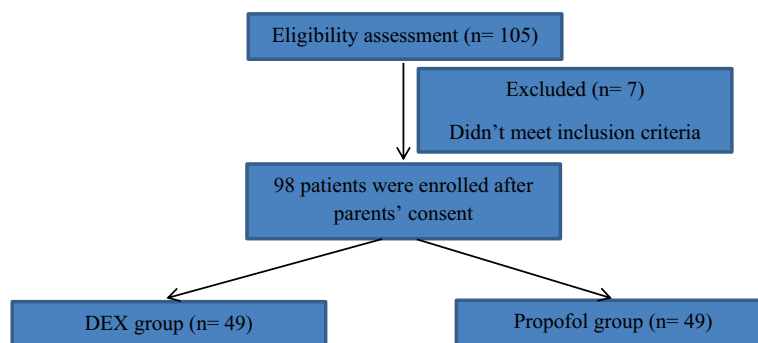 Eligibility assessment (n= 105)
Excluded (n= 7)
Didn’t meet inclusion criteria
98 patients were enrolled after
parents’ consent
DEX group (n= 49)
Propofol group (n= 49)